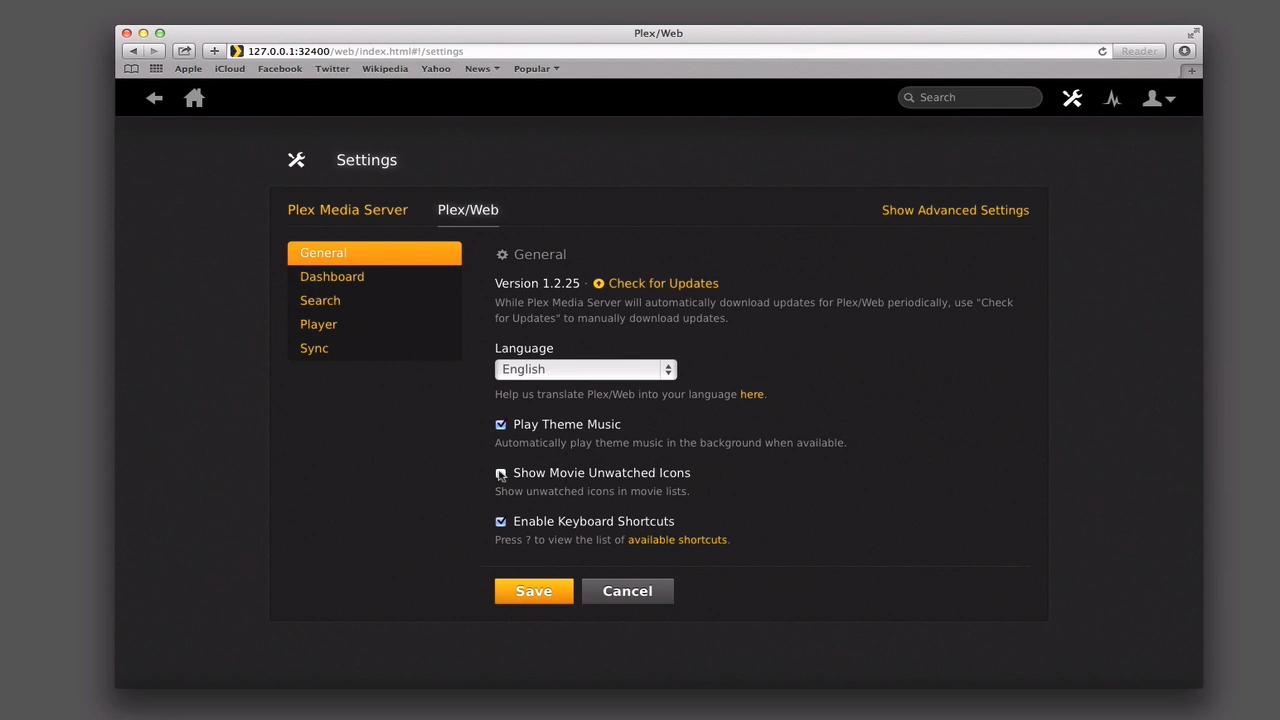 Plex/Web
127.0.0.1:32400/web/index.html#!/settings
Reader
Apple iCloud Facebook Twitter Wikipedia Yahoo News Popular
Search
Settings
Plex Media Server Plex/Web Show Advanced Settings
General
Dashboard
Search
Player
Sync
General
Version 1.2.25 · Check for Updates
While Plex Media Server will automatically download updates for Plex/Web periodically, use "Check
for Updates" to manually download updates.
Language
English
Help us translate Plex/Web into your language here.
Play Theme Music
Automatically play theme music in the background when available.
Show Movie Unwatched Icons
Show unwatched icons in movie lists.
Enable Keyboard Shortcuts
Press ? to view the list of available shortcuts.
Save Cancel